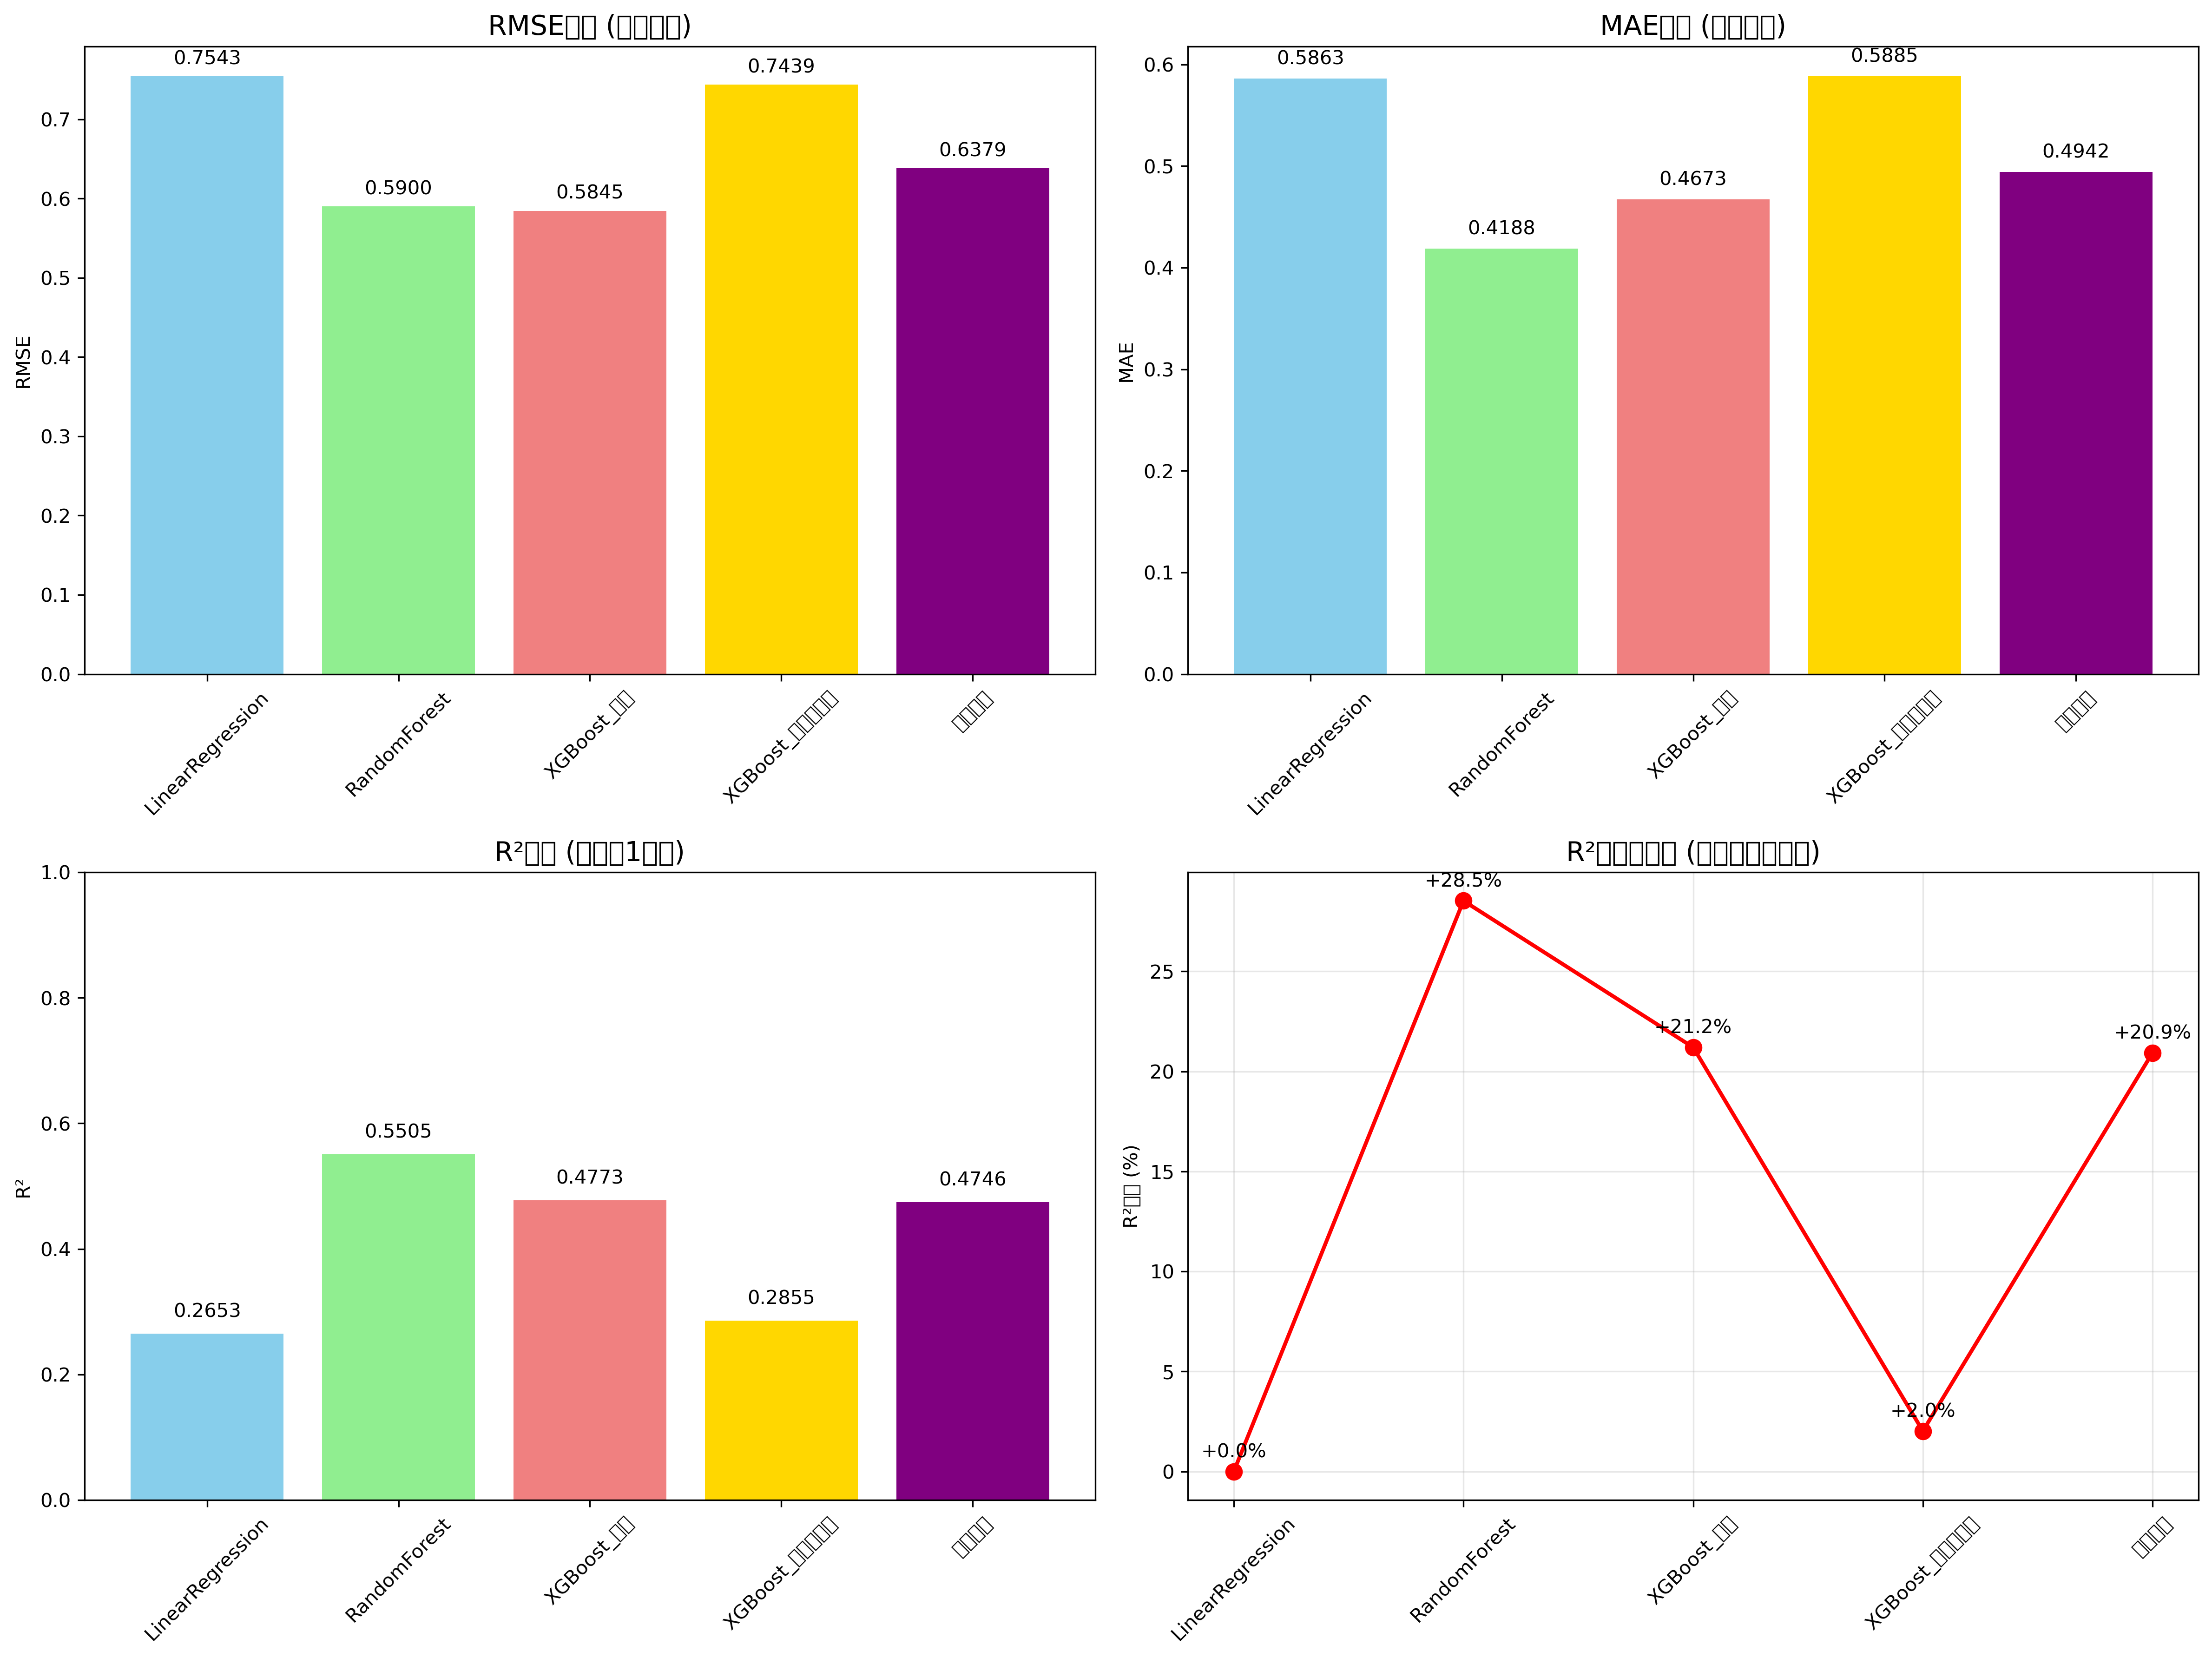 RMSE
0.7543
0.5900
0.5845
0.7439
0.6379
RMSE
0.7
0.6
0.5
0.4
0.3
0.2
0.1
0.0
LinearRegression
RandomForest
XGBoost_
XGBoost_
MAE
0.5863
0.4188
0.4673
0.5885
0.4942
MAE
0.6
0.5
0.4
0.3
0.2
0.1
0.0
LinearRegression
RandomForest
XGBoost_
XGBoost_
R² (1)
0.2653
0.5505
0.4773
0.2855
0.4746
R²
1.0
0.8
0.6
0.4
0.2
0.0
LinearRegression
RandomForest
XGBoost_
XGBoost_
R²
+0.0%
+28.5%
+21.2%
+2.0%
+20.9%
R² (%)
25
20
15
10
5
0
LinearRegression
RandomForest
XGBoost_
XGBoost_